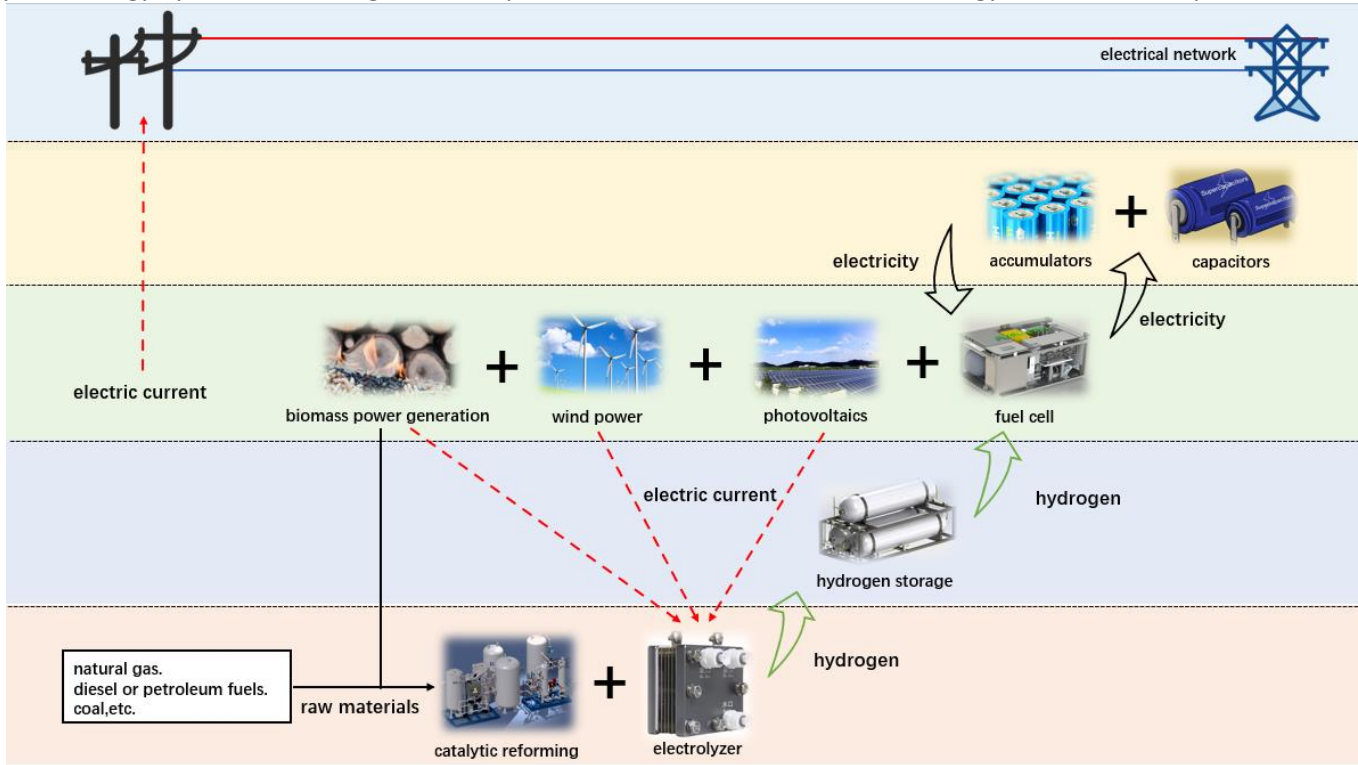 electrical network
Supercapacitors
accumulators
capacitors
electricity
electricity
electric current
biomass power generation
wind power
photovoltaics
fuel cell
electric current
hydrogen
hydrogen storage
hydrogen
natural gas.
diesel or petroleum fuels.
coal,etc.
raw materials
catalytic reforming
electrolyzer